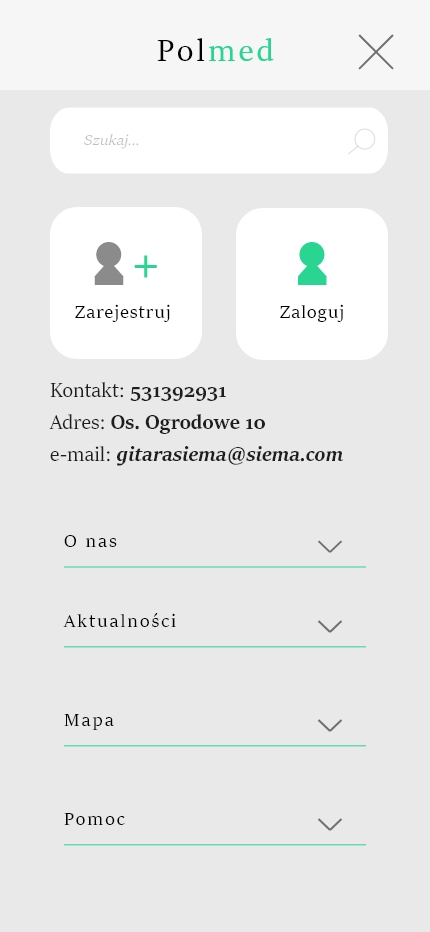 Polmed
Szukaj...
Zarejestruj
Zaloguj
Kontakt: 531392931
Adres: Os. Ogrodowe 10
e-mail: gitarasiema@siema.com
O nas
Aktualności
Mapa
Pomoc